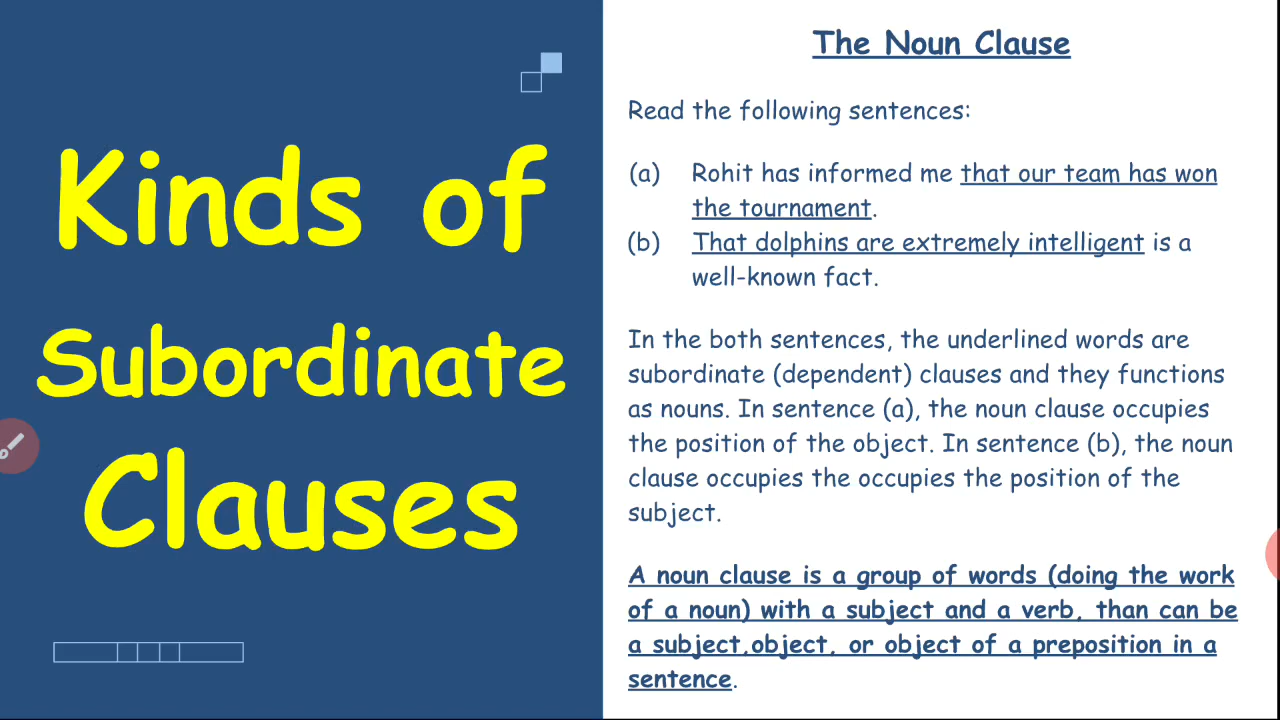 Kinds of
Subordinate
Clauses
The Noun Clause
Read the following sentences:
(a) Rohit has informed me that our team has won
the tournament.
(b) That dolphins are extremely intelligent is a
well-known fact.
In the both sentences, the underlined words are
subordinate (dependent) clauses and they functions
as nouns. In sentence (a), the noun clause occupies
the position of the object. In sentence (b), the noun
clause occupies the occupies the position of the
subject.
A noun clause is a group of words (doing the work
of a noun) with a subject and a verb, than can be
a subject,object, or object of a preposition in a
sentence.